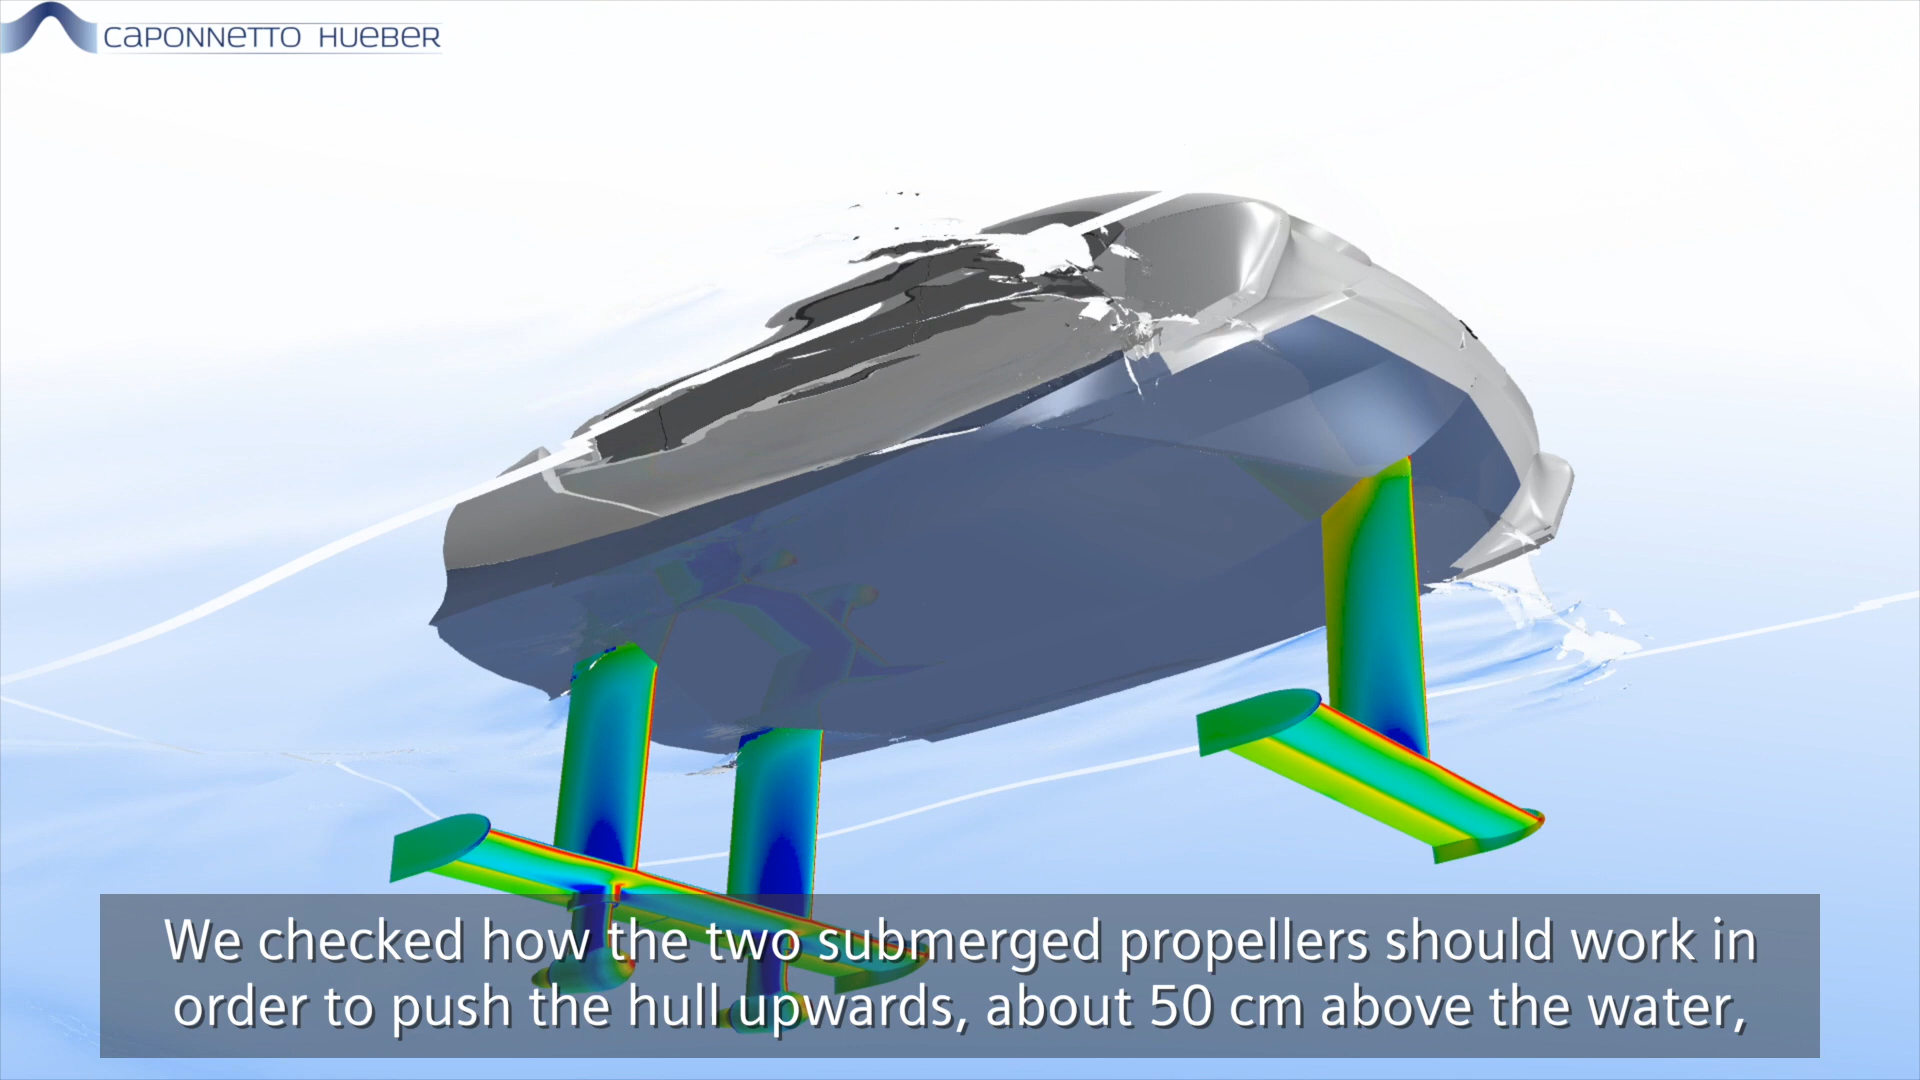 CAPONNETTO HUEBER
We checked how the two submerged propellers should work in
order to push the hull upwards, about 50 cm above the water,